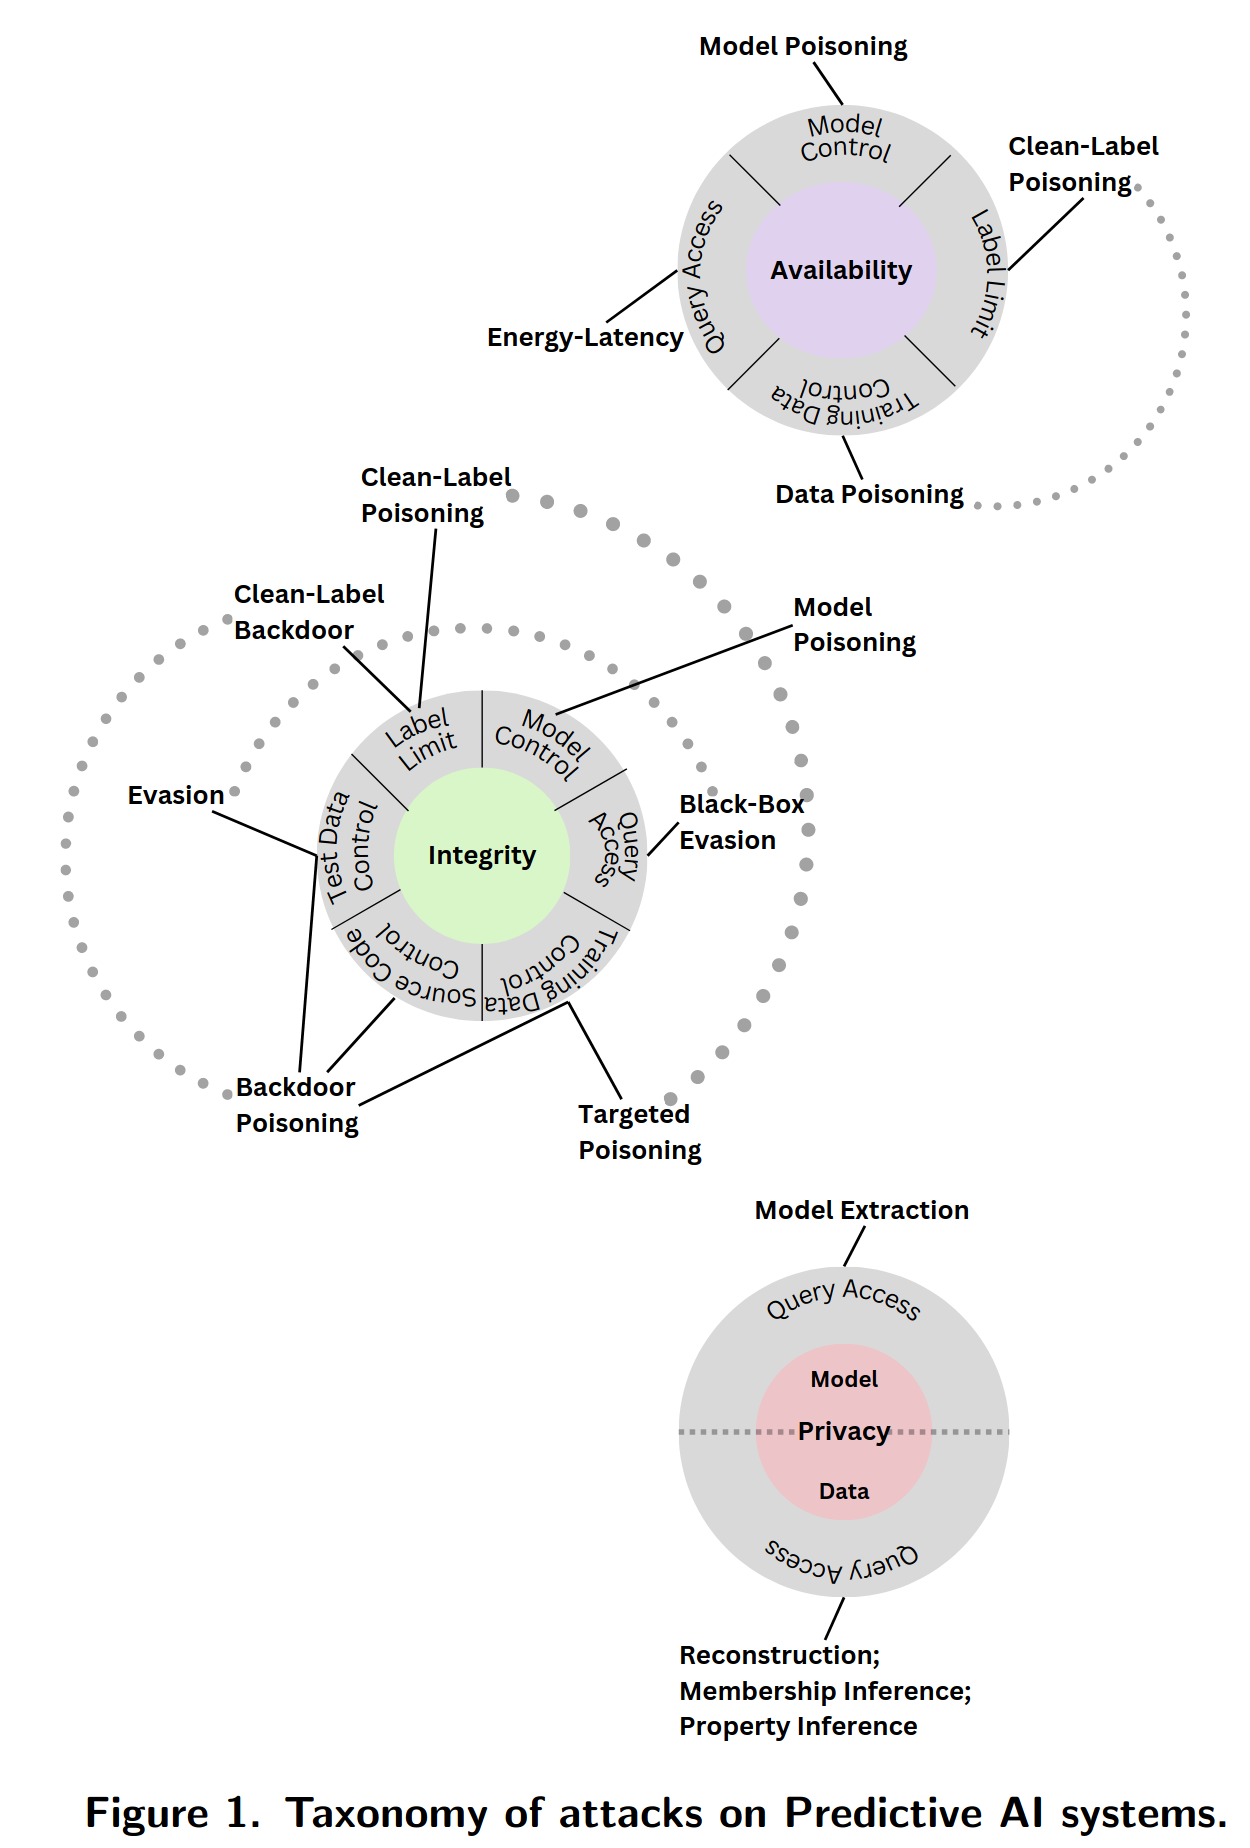 Model Poisoning
Model
Control
Clean-Label
Poisoning
Query Access
Availability
Label Limit
Energy-Latency
Training Data
Control
Data Poisoning
Clean-Label
Poisoning
Clean-Label
Backdoor
Model
Poisoning
Label
Limit
Model
Control
Evasion
Test Data
Control
Integrity
Query
Access
Black-Box
Evasion
Source Code
Control
Training Data
Control
Backdoor
Poisoning
Targeted
Poisoning
Model Extraction
Query Access
Model
Privacy
Data
Query Access
Reconstruction;
Membership Inference;
Property Inference
Figure 1. Taxonomy of attacks on Predictive AI systems.